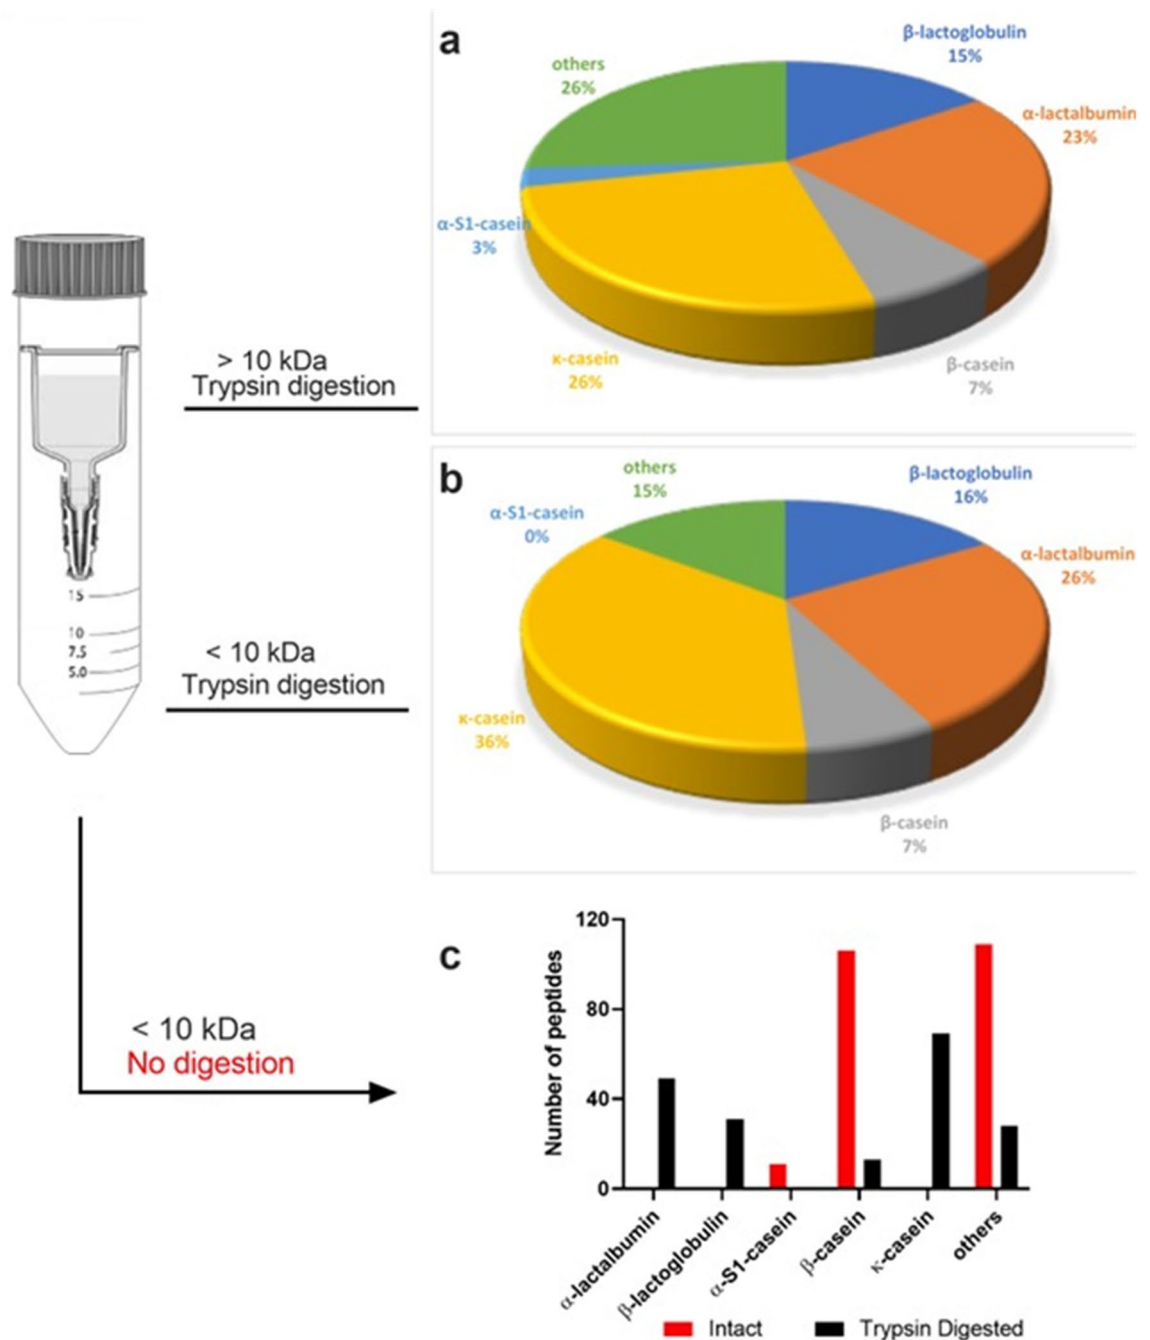 a
β-lactoglobulin
15%
others
26%
α-lactalbumin
23%
α-S1-casein
3%
> 10 kDa
Trypsin digestion
κ-casein
26%
β-casein
7%
b
others
15%
β-lactoglobulin
16%
α-S1-casein
0%
α-lactalbumin
26%
15
10
7.5
5.0
< 10 kDa
Trypsin digestion
κ-casein
36%
β-casein
7%
c
Number of peptides
120
80
40
0
< 10 kDa
No digestion
α-lactalbumin
β-lactoglobulin
α-S1-casein
β-casein
κ-casein
others
Intact
Trypsin Digested